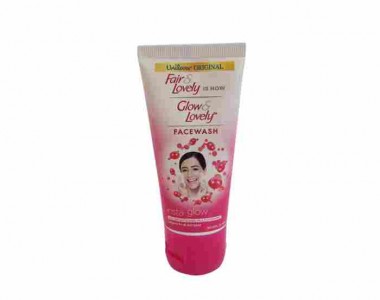 Unilever ORIGINAL
Fair & Lovely IS NOW
Glow & Lovely
FACEWASH
insta glow